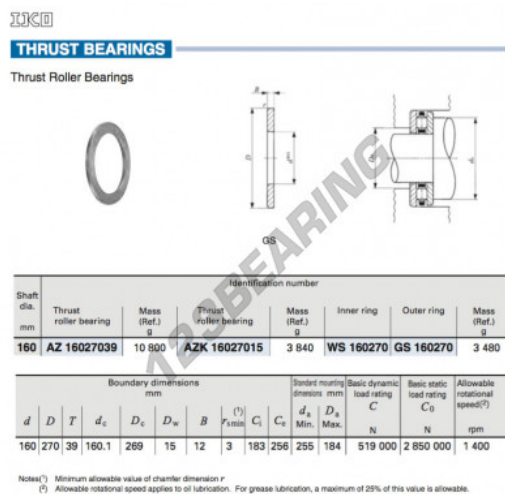 IKO
THRUST BEARINGS
Thrust Roller Bearings
B
r
D
Da
da
GS
123BEARING
Identification number
Shaft dia. mm Thrust roller bearing Mass (Ref.) g Thrust roller bearing Mass (Ref.) g Inner ring Outer ring Mass (Ref.) g
160 AZ 16027039 10 800 AZK 16027015 3 840 WS 160270 GS 160270 3 480
Boundary dimensions mm Standard mounting dimensions mm Basic dynamic load rating C N Basic static load rating C0 N Allowable rotational speed(2) rpm
d D T dc Dc Dw B rs min(1) Ci Ce da Min. Da Max.
160 270 39 160.1 269 15 12 3 183 256 255 184 519 000 2 850 000 1 400
Notes(1) Minimum allowable value of chamfer dimension r
(2) Allowable rotational speed applies to oil lubrication. For grease lubrication, a maximum of 25% of this value is allowable.